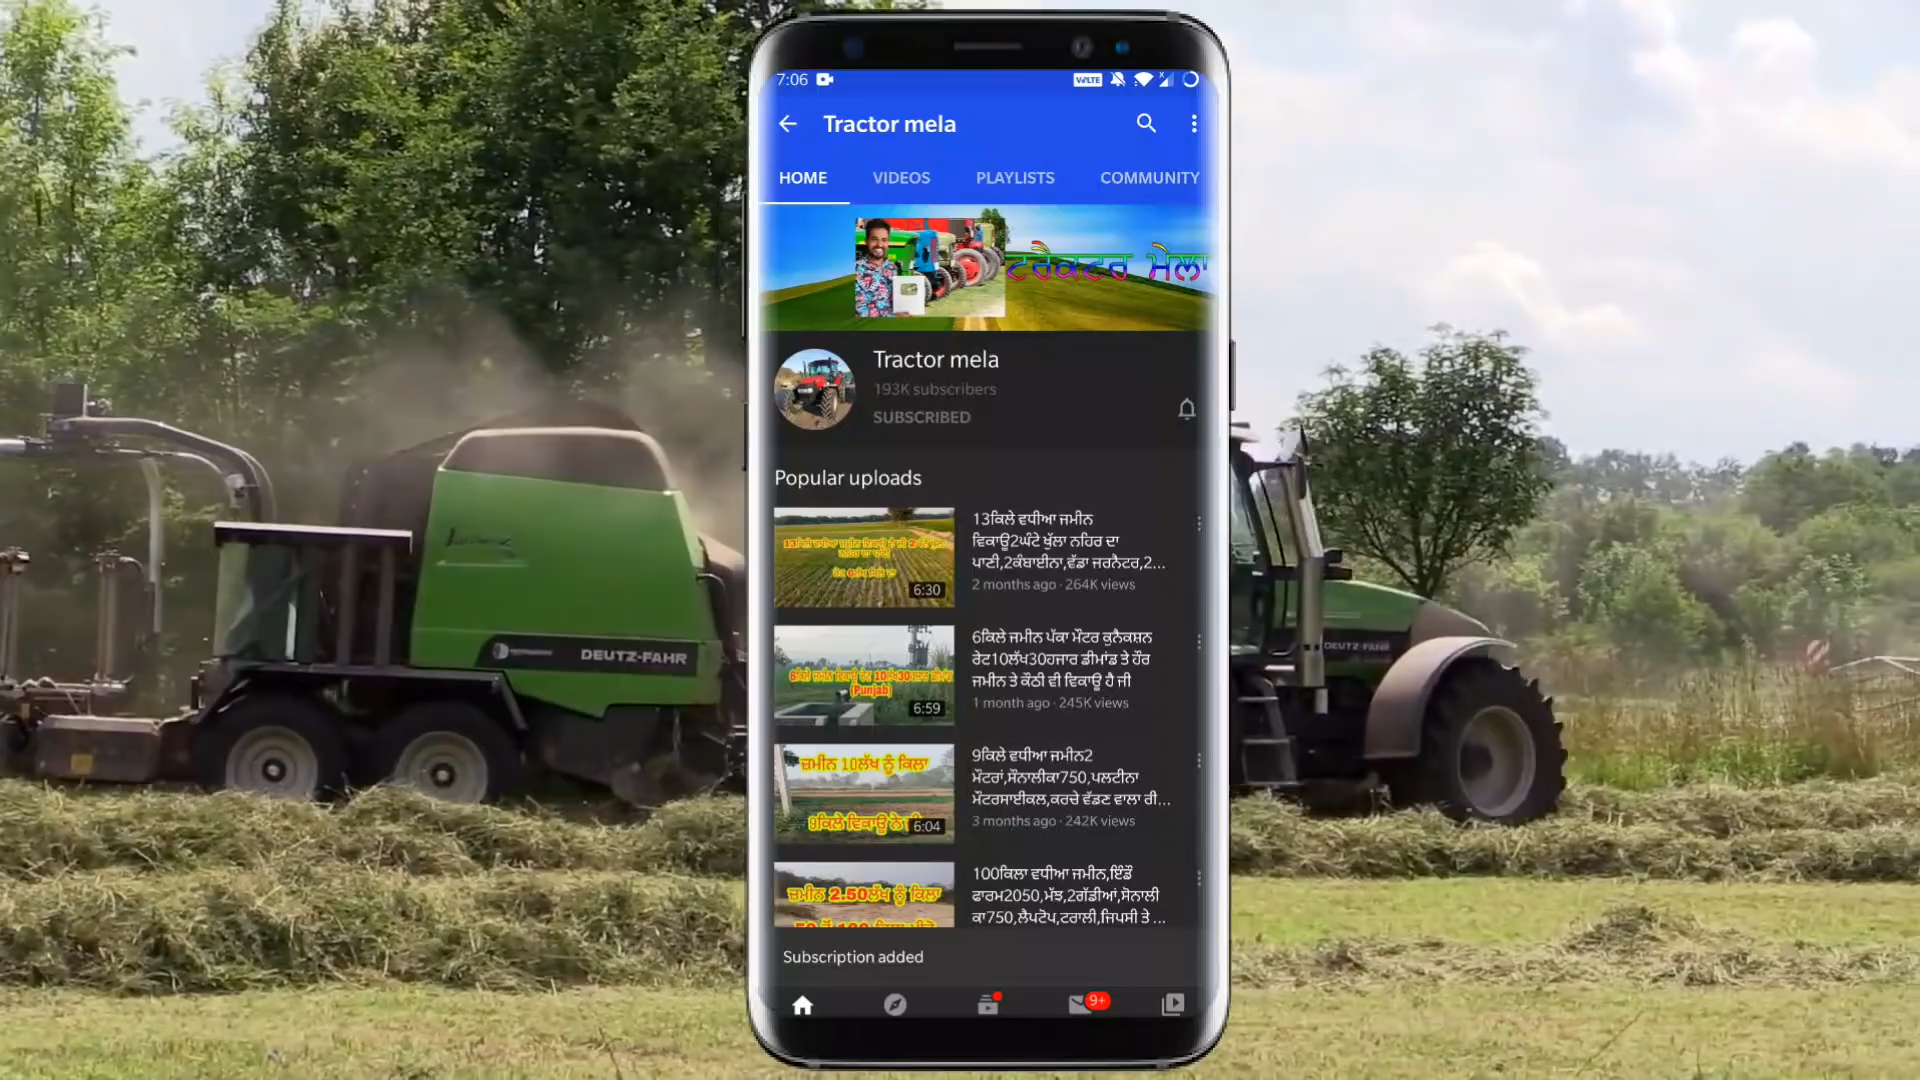 7:06
VoLTE
Tractor mela
HOME VIDEOS PLAYLISTS COMMUNITY
ਟਰੈਕਟਰ ਮੇਲਾ
Tractor mela
193K subscribers
SUBSCRIBED
Popular uploads
13ਕਿਲੇ ਵਧੀਆ ਜਮੀਨ
ਵਿਕਾਊ2ਘੰਟੇ ਖੁੱਲਾ ਨਹਿਰ ਦਾ
ਪਾਣੀ,2ਕੰਬਾਈਨਾ,ਵੱਡਾ ਜਰਨੈਟਰ,2...
2 months ago · 264K views
6:30
6ਕਿਲੇ ਜਮੀਨ ਪੱਕਾ ਮੌਟਰ ਕੁਨੈਕਸ਼ਨ
ਰੇਟ10ਲੱਖ30ਹਜਾਰ ਡੀਮਾਂਡ ਤੇ ਹੌਰ
ਜਮੀਨ ਤੇ ਕੌਠੀ ਵੀ ਵਿਕਾਊ ਹੈ ਜੀ
1 month ago · 245K views
(Punjab)
6:59
9ਕਿਲੇ ਵਧੀਆ ਜਮੀਨ2
ਮੌਟਰਾਂ,ਸੌਨਾਲੀਕਾ750,ਪਲਟੀਨਾ
ਮੌਟਰਸਾਈਕਲ,ਕਰਚੇ ਵੱਡਣ ਵਾਲਾ ਰੀ...
3 months ago · 242K views
ਜ਼ਮੀਨ 10ਲੱਖ ਨੂੰ ਕਿਲਾ
9ਕਿਲੇ ਵਿਕਾਊ ਨੇ
6:04
100ਕਿਲਾ ਵਧੀਆ ਜਮੀਨ,ਇੰਡੌ
ਫਾਰਮ2050,ਮੱਝ,2ਗੱਡੀਆਂ,ਸੋਨਾਲੀ
ਕਾ750,ਲੈਪਟੋਪ,ਟਰਾਲੀ,ਜਿਪਸੀ ਤੇ ...
ਜ਼ਮੀਨ 2.50ਲੱਖ ਨੂੰ ਕਿਲਾ
Subscription added
9+
DEUTZ-FAHR
DEUTZ-FAHR